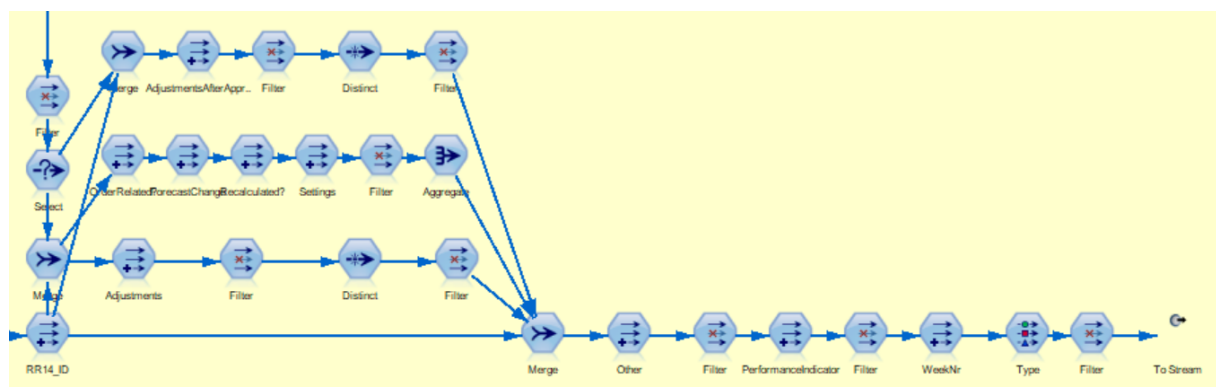 Merge AdjustmentsAfterAppr... Filter Distinct Filter
Filter
OrderRelated? ForecastChange Recalculated? Settings Filter Aggregate
Select
Merge Adjustments Filter Distinct Filter
RR14_ID Merge Other Filter PerformanceIndicator Filter WeekNr Type Filter To Stream